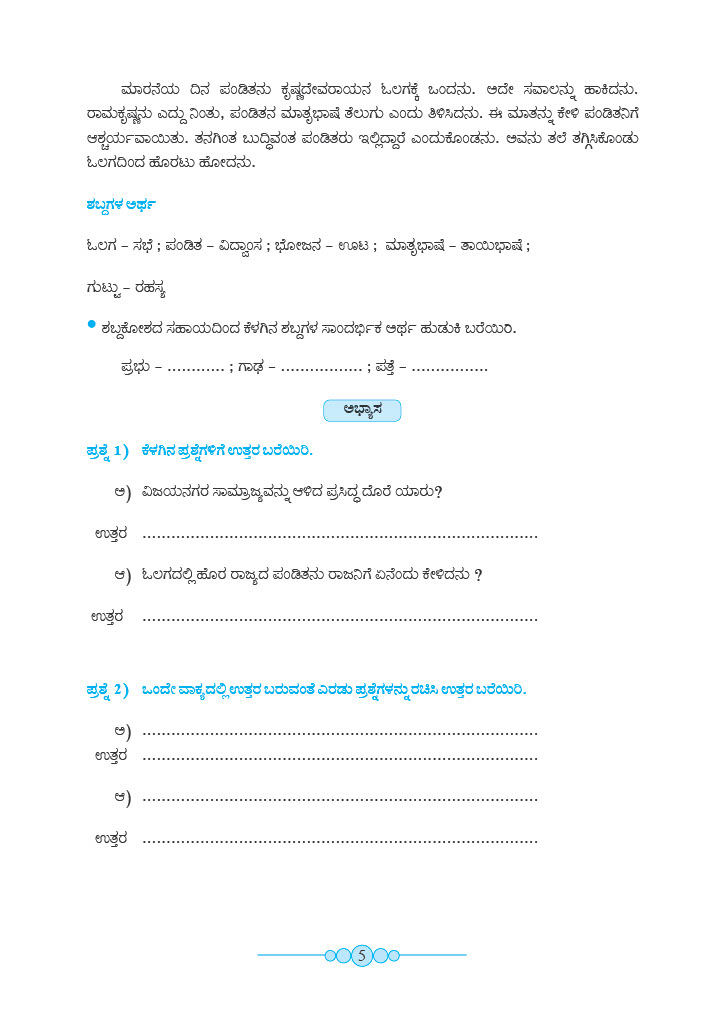 ಮಾರನೆಯ ದಿನ ಪಂಡಿತನು ಕೃಷ್ಣದೇವರಾಯನ ಓಲಗಕ್ಕೆ ಒಂದನು. ಅದೇ ಸವಾಲನ್ನು ಹಾಕಿದನು.
ರಾಮಕೃಷ್ಣನು ಎದ್ದು ನಿಂತು, ಪಂಡಿತನ ಮಾತೃಭಾಷೆ ತೆಲುಗು ಎಂದು ತಿಳಿಸಿದನು. ಈ ಮಾತನ್ನು ಕೇಳಿ ಪಂಡಿತನಿಗೆ
ಆಶ್ಚರ್ಯವಾಯಿತು. ತನಗಿಂತ ಬುದ್ಧಿವಂತ ಪಂಡಿತರು ಇಲ್ಲಿದ್ದಾರೆ ಎಂದುಕೊಂಡನು. ಅವನು ತಲೆ ತಗ್ಗಿಸಿಕೊಂಡು
ಓಲಗದಿಂದ ಹೊರಟು ಹೋದನು.
ಶಬ್ದಗಳ ಅರ್ಥ
ಓಲಗ – ಸಭೆ ; ಪಂಡಿತ – ವಿದ್ವಾಂಸ ; ಭೋಜನ – ಊಟ ; ಮಾತೃಭಾಷೆ – ತಾಯಿಭಾಷೆ ;
ಗುಟ್ಟು – ರಹಸ್ಯ
• ಶಬ್ದಕೋಶದ ಸಹಾಯದಿಂದ ಕೆಳಗಿನ ಶಬ್ದಗಳ ಸಾಂದರ್ಭಿಕ ಅರ್ಥ ಹುಡುಕಿ ಬರೆಯಿರಿ.
ಪ್ರಭು – ............ ; ಗಾಢ – ................. ; ಪತ್ತೆ – ................
ಅಭ್ಯಾಸ
ಪ್ರಶ್ನೆ 1) ಕೆಳಗಿನ ಪ್ರಶ್ನೆಗಳಿಗೆ ಉತ್ತರ ಬರೆಯಿರಿ.
ಅ) ವಿಜಯನಗರ ಸಾಮ್ರಾಜ್ಯವನ್ನು ಆಳಿದ ಪ್ರಸಿದ್ಧ ದೊರೆ ಯಾರು?
ಉತ್ತರ ..................................................................................
ಆ) ಓಲಗದಲ್ಲಿ ಹೊರ ರಾಜ್ಯದ ಪಂಡಿತನು ರಾಜನಿಗೆ ಏನೆಂದು ಕೇಳಿದನು ?
ಉತ್ತರ ..................................................................................
ಪ್ರಶ್ನೆ 2) ಒಂದೇ ವಾಕ್ಯದಲ್ಲಿ ಉತ್ತರ ಬರುವಂತೆ ಎರಡು ಪ್ರಶ್ನೆಗಳನ್ನು ರಚಿಸಿ ಉತ್ತರ ಬರೆಯಿರಿ.
ಅ) ..................................................................................
ಉತ್ತರ ..................................................................................
ಆ) ..................................................................................
ಉತ್ತರ ..................................................................................
5